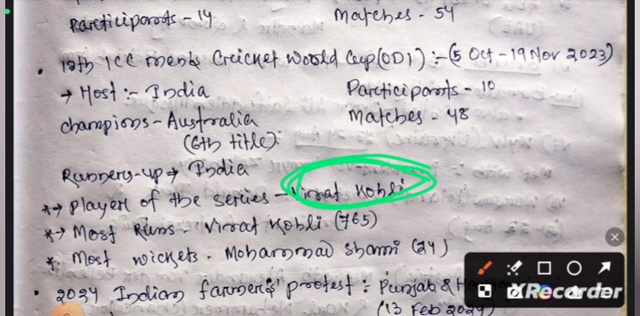 Participants - 14 Matches - 54
• 13th ICC men's Cricket World Cup (ODI) :- (5 Oct - 19 Nov 2023)
→ Host :- India Participants - 10
champions - Australia Matches - 48
(6th title):
Runners-up → India
*→ player of the series - Virat Kohli
*→ Most Runs - Virat Kohli (765)
* Most wickets - Mohammad Shami (24)
• 2024 Indian farmers' protest : Punjab &
(13 Feb 2024)
XRecorder